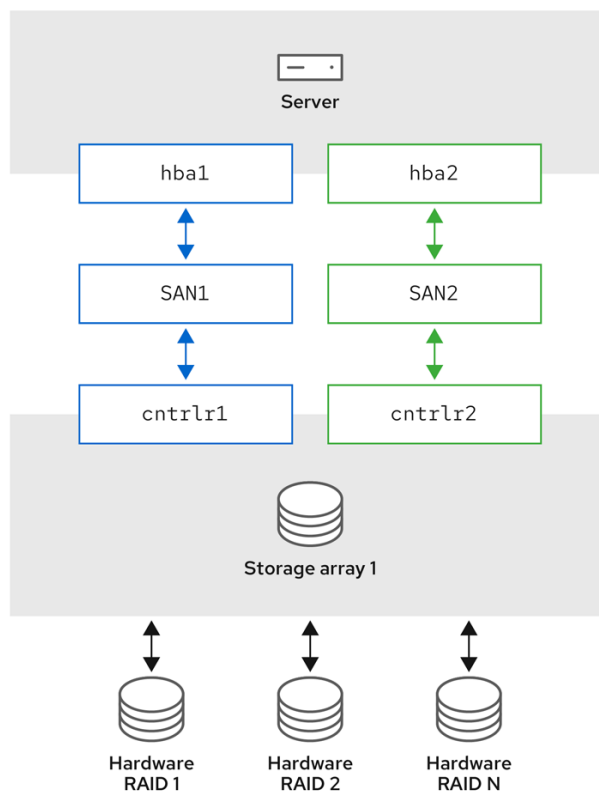 Server
hba1
hba2
SAN1
SAN2
cntrlr1
cntrlr2
Storage array 1
Hardware
RAID 1
Hardware
RAID 2
Hardware
RAID N